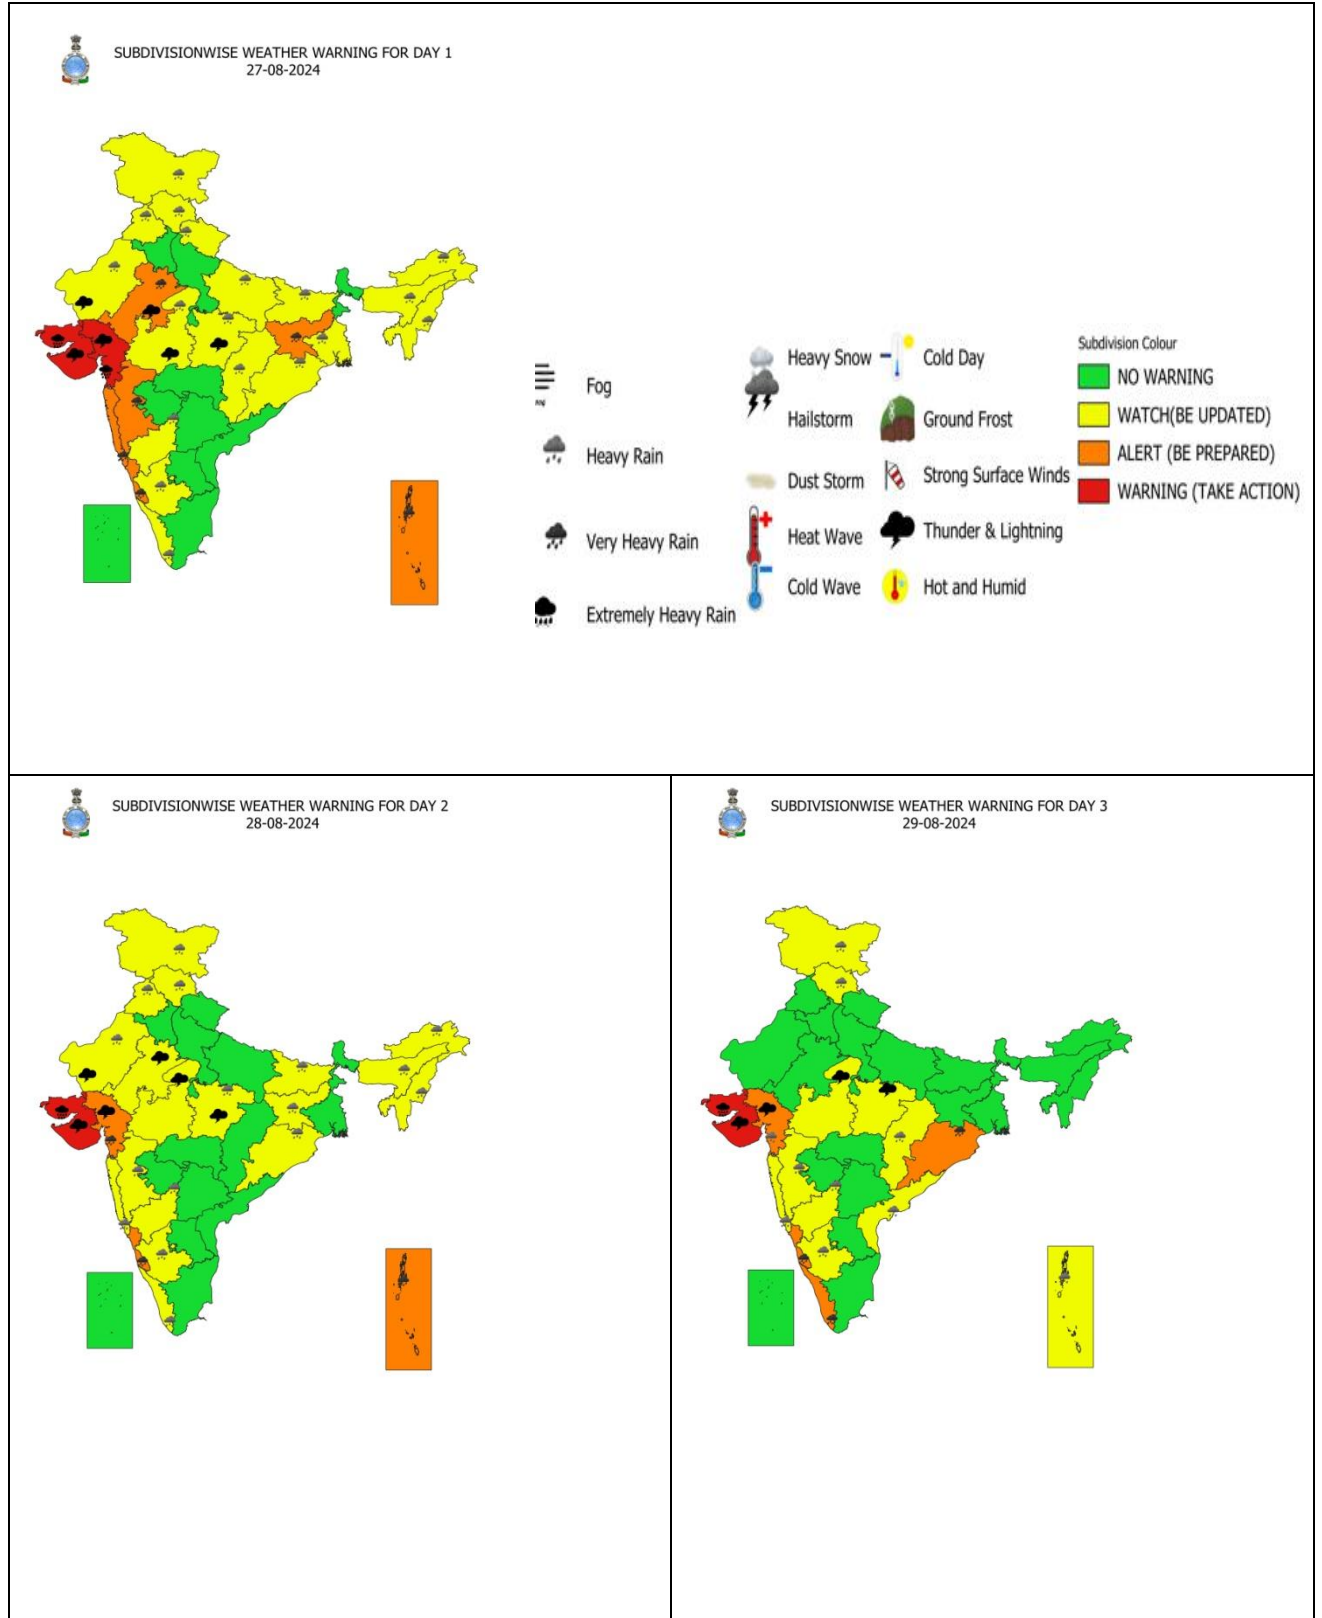 SUBDIVISIONWISE WEATHER WARNING FOR DAY 1
27-08-2024
Fog
Heavy Rain
Very Heavy Rain
Extremely Heavy Rain
Heavy Snow
Hailstorm
Dust Storm
Heat Wave
Cold Wave
Cold Day
Ground Frost
Strong Surface Winds
Thunder & Lightning
Hot and Humid
Subdivision Colour
NO WARNING
WATCH(BE UPDATED)
ALERT (BE PREPARED)
WARNING (TAKE ACTION)
SUBDIVISIONWISE WEATHER WARNING FOR DAY 2
28-08-2024
SUBDIVISIONWISE WEATHER WARNING FOR DAY 3
29-08-2024